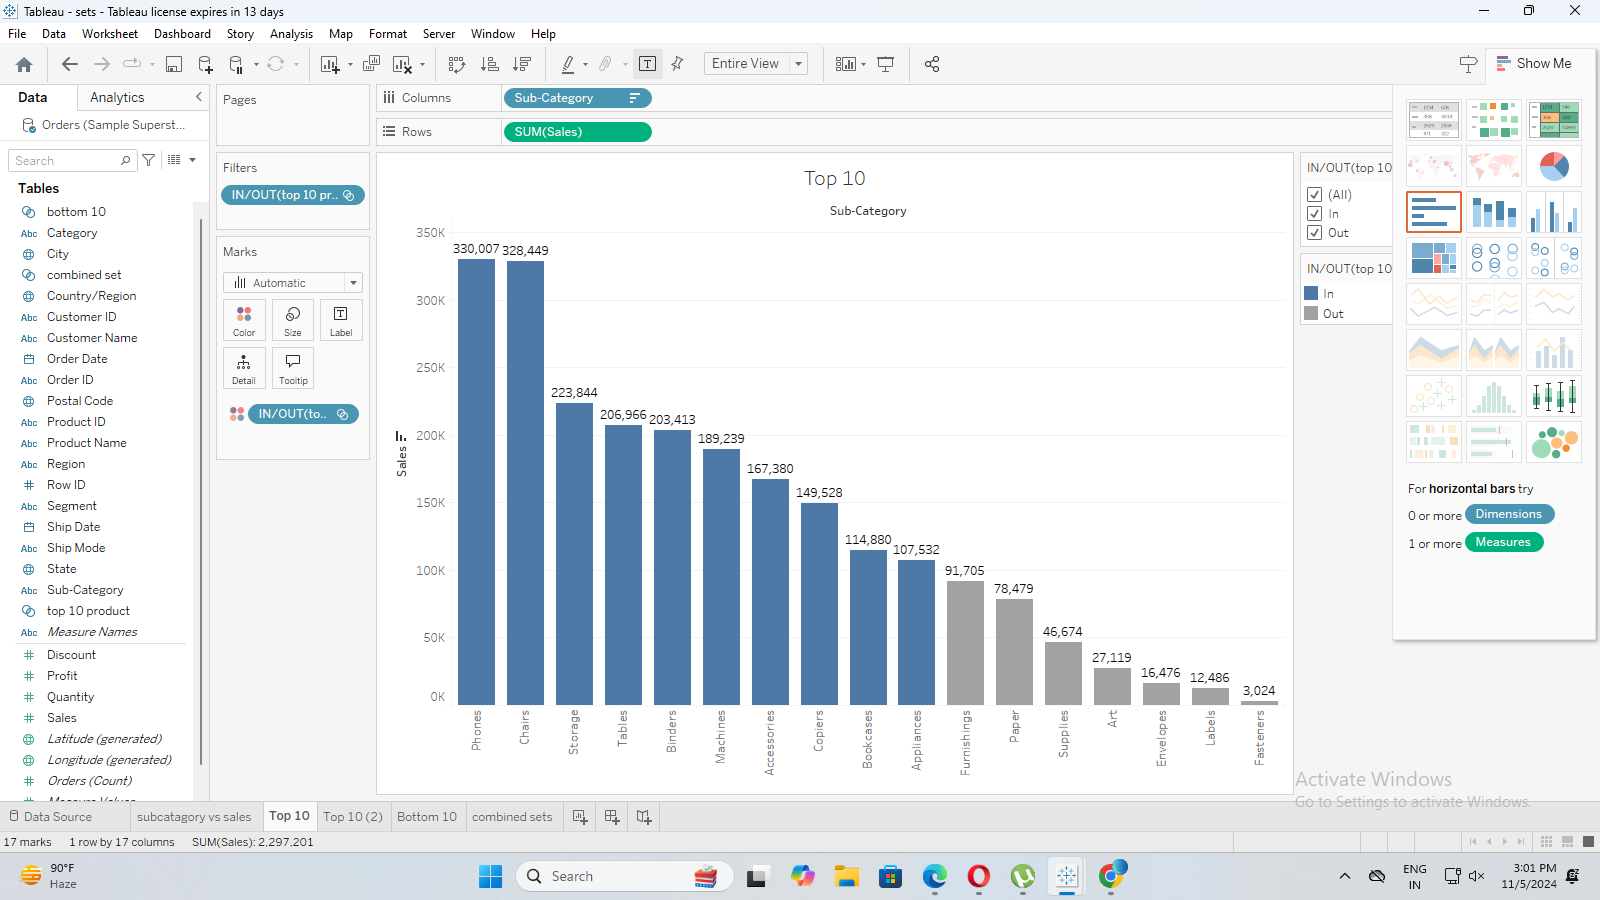 Tableau - sets - Tableau license expires in 13 days
File Data Worksheet Dashboard Story Analysis Map Format Server Window Help
Entire View
Show Me
Data Analytics
Orders (Sample Superst...
Search
Tables
bottom 10
Abc Category
City
combined set
Country/Region
Abc Customer ID
Abc Customer Name
Order Date
Abc Order ID
Postal Code
Abc Product ID
Abc Product Name
Abc Region
Row ID
Abc Segment
Ship Date
Abc Ship Mode
State
Abc Sub-Category
top 10 product
Abc Measure Names
Discount
Profit
Quantity
Sales
Latitude (generated)
Longitude (generated)
Orders (Count)
Measure Values
Pages
Filters
IN/OUT(top 10 pr..
Marks
Automatic
Color Size Label
Detail Tooltip
IN/OUT(to..
Columns Sub-Category
Rows SUM(Sales)
Top 10
Sub-Category
350K
300K
250K
200K
150K
100K
50K
0K
Sales
330,007
328,449
223,844
206,966
203,413
189,239
167,380
149,528
114,880
107,532
91,705
78,479
46,674
27,119
16,476
12,486
3,024
Phones
Chairs
Storage
Tables
Binders
Machines
Accessories
Copiers
Bookcases
Appliances
Furnishings
Paper
Supplies
Art
Envelopes
Labels
Fasteners
IN/OUT(top 10
(All)
In
Out
IN/OUT(top 10
In
Out
For horizontal bars try
0 or more Dimensions
1 or more Measures
Activate Windows
Go to Settings to activate Windows.
Data Source subcatagory vs sales Top 10 Top 10 (2) Bottom 10 combined sets
17 marks 1 row by 17 columns SUM(Sales): 2,297,201
90°F
Haze
Search
ENG
IN
3:01 PM
11/5/2024